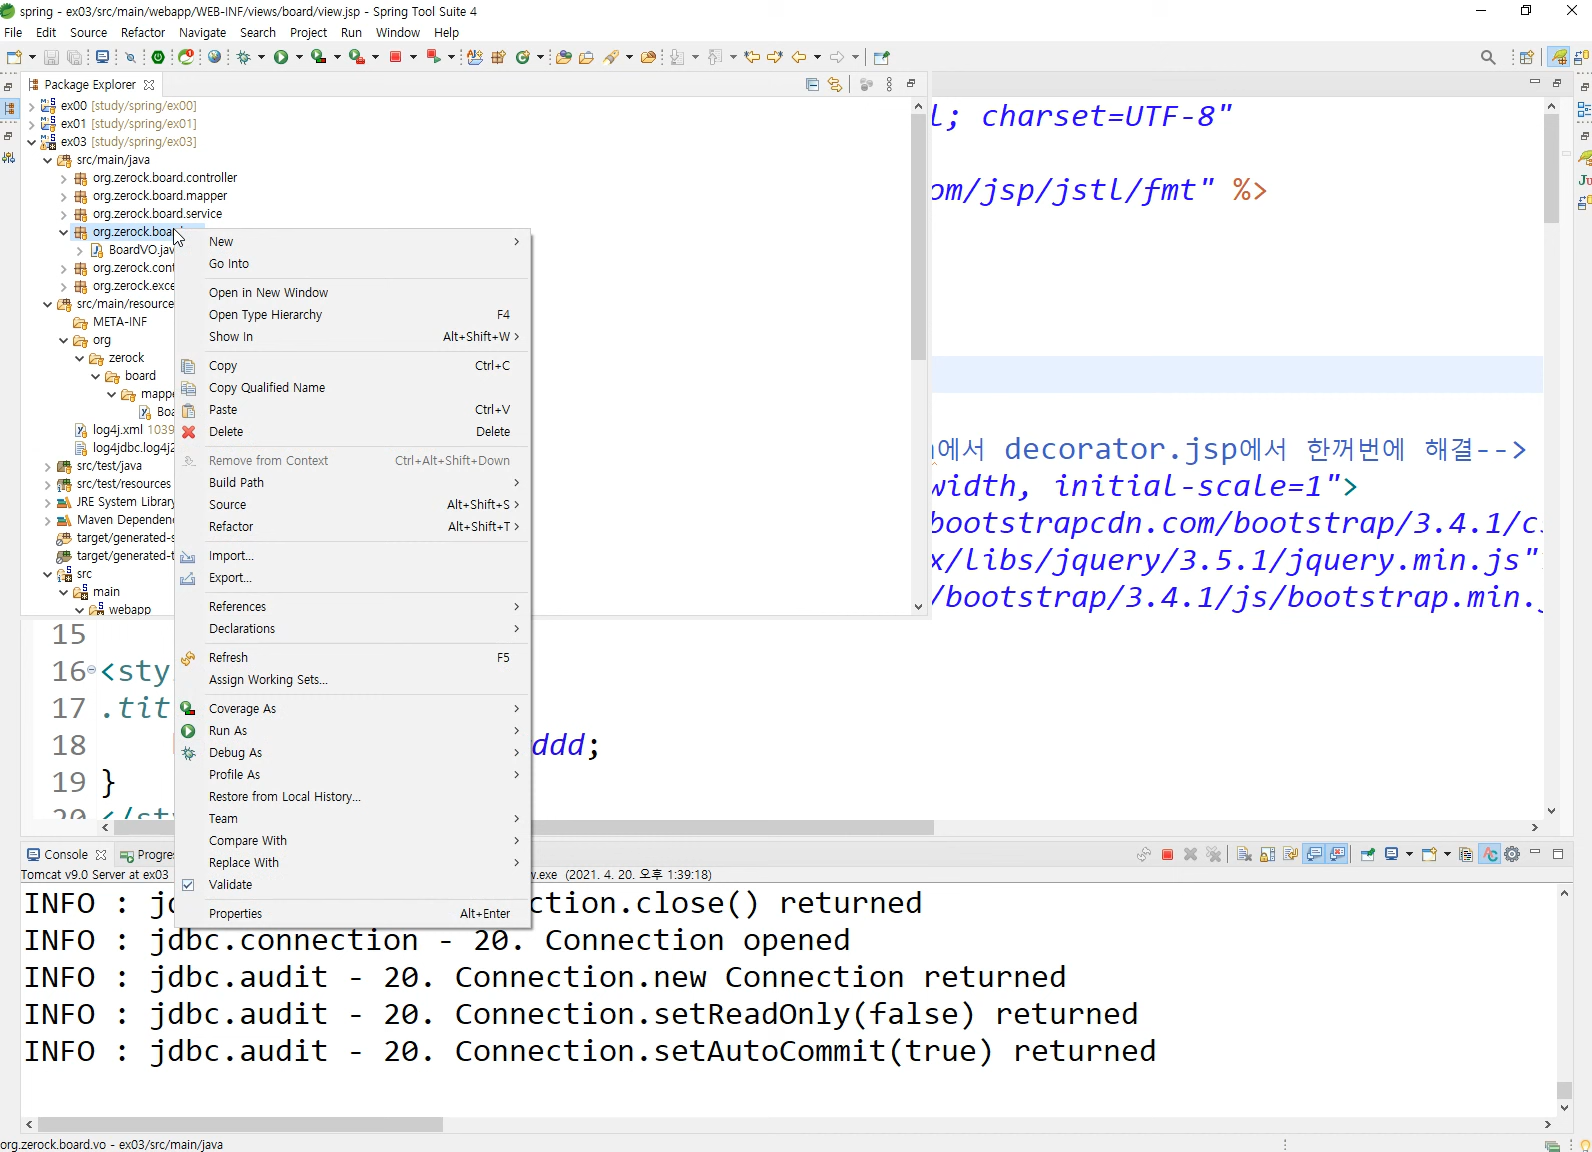 spring - ex03/src/main/webapp/WEB-INF/views/board/view.jsp - Spring Tool Suite 4
File Edit Source Refactor Navigate Search Project Run Window Help
Package Explorer
ex00 [study/spring/ex00]
ex01 [study/spring/ex01]
ex03 [study/spring/ex03]
src/main/java
org.zerock.board.controller
org.zerock.board.mapper
org.zerock.board.service
org.zerock.boa
BoardVO.jav
org.zerock.cont
org.zerock.exce
src/main/resource
META-INF
org
zerock
board
mapp
Boa
log4j.xml 1039
log4jdbc.log4j2
src/test/java
src/test/resources
JRE System Library
Maven Dependen
target/generated-s
target/generated-t
src
main
webapp
New
Go Into
Open in New Window
Open Type Hierarchy F4
Show In Alt+Shift+W >
Copy Ctrl+C
Copy Qualified Name
Paste Ctrl+V
Delete Delete
Remove from Context Ctrl+Alt+Shift+Down
Build Path
Source Alt+Shift+S >
Refactor Alt+Shift+T >
Import...
Export...
References
Declarations
Refresh F5
Assign Working Sets...
Coverage As
Run As
Debug As
Profile As
Restore from Local History...
Team
Compare With
Replace With
Validate
Properties Alt+Enter
l; charset=UTF-8"
om/jsp/jstl/fmt" %>
에서 decorator.jsp에서 한꺼번에 해결-->
width, initial-scale=1">
bootstrapcdn.com/bootstrap/3.4.1/c
x/libs/jquery/3.5.1/jquery.min.js"
/bootstrap/3.4.1/js/bootstrap.min.
15
16 <sty
17 .tit
18 ddd;
19 }
20 </st
Console Progre
Tomcat v9.0 Server at ex03 w.exe (2021. 4. 20. 오후 1:39:18)
INFO : jd ction.close() returned
INFO : jdbc.connection - 20. Connection opened
INFO : jdbc.audit - 20. Connection.new Connection returned
INFO : jdbc.audit - 20. Connection.setReadOnly(false) returned
INFO : jdbc.audit - 20. Connection.setAutoCommit(true) returned
org.zerock.board.vo - ex03/src/main/java